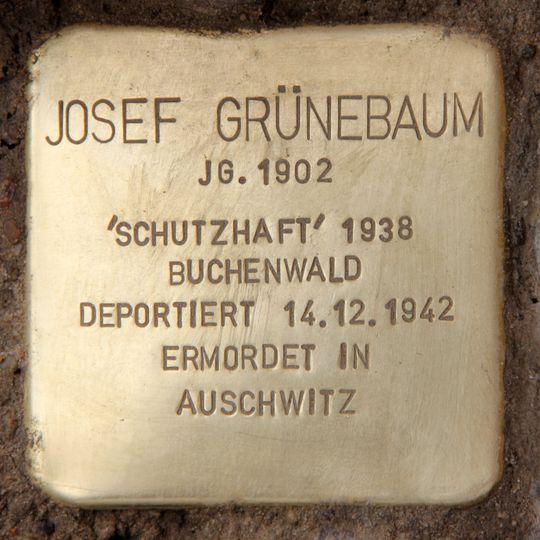 JOSEF GRÜNEBAUM
JG. 1902
'SCHUTZHAFT' 1938
BUCHENWALD
DEPORTIERT 14.12.1942
ERMORDET IN
AUSCHWITZ